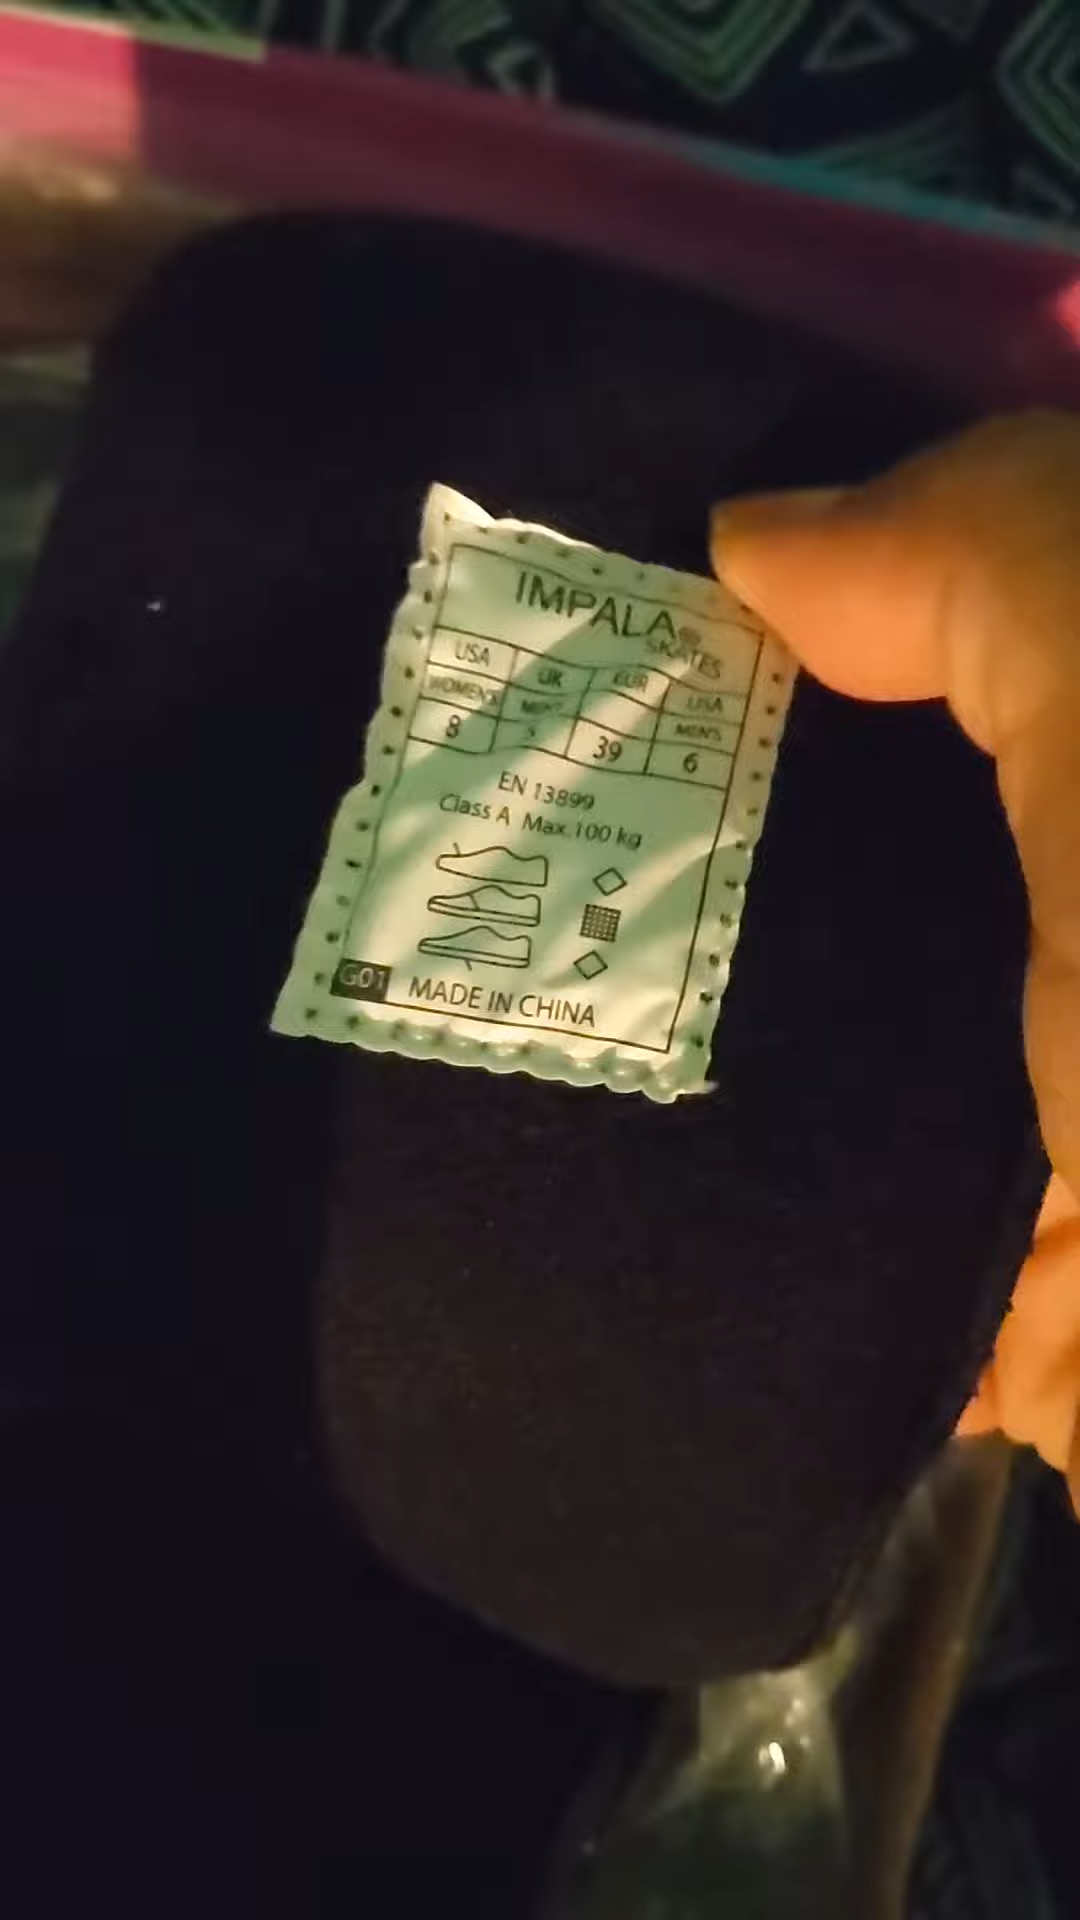 IMPALA
SKATES
USA UK EUR USA
WOMEN'S MEN'S MEN'S
8 5 39 6
EN 13899
Class A Max.100 kg
G01 MADE IN CHINA